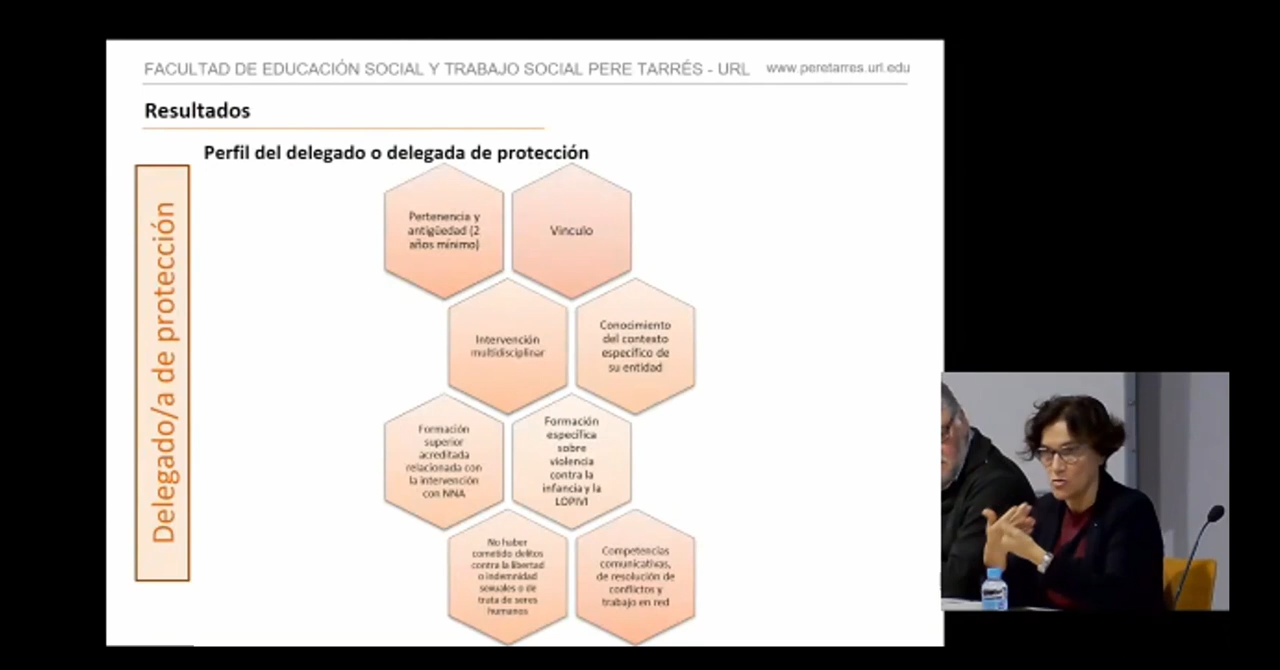 FACULTAD DE EDUCACIÓN SOCIAL Y TRABAJO SOCIAL PERE TARRÉS - URL www.peretarres.url.edu
Resultados
Perfil del delegado o delegada de protección
Delegado/a de protección
Pertenencia y
antigüedad (2
años mínimo)
Vínculo
Intervención
multidisciplinar
Conocimiento
del contexto
específico de
su entidad
Formación
superior
acreditada
relacionada con
la intervención
con NNA
Formación
específica
sobre
violencia
contra la
infancia y la
LOPIVI
No haber
cometido delitos
contra la libertad
o indemnidad
sexuales o de
trata de seres
humanos
Competencias
comunicativas,
de resolución de
conflictos y
trabajo en red